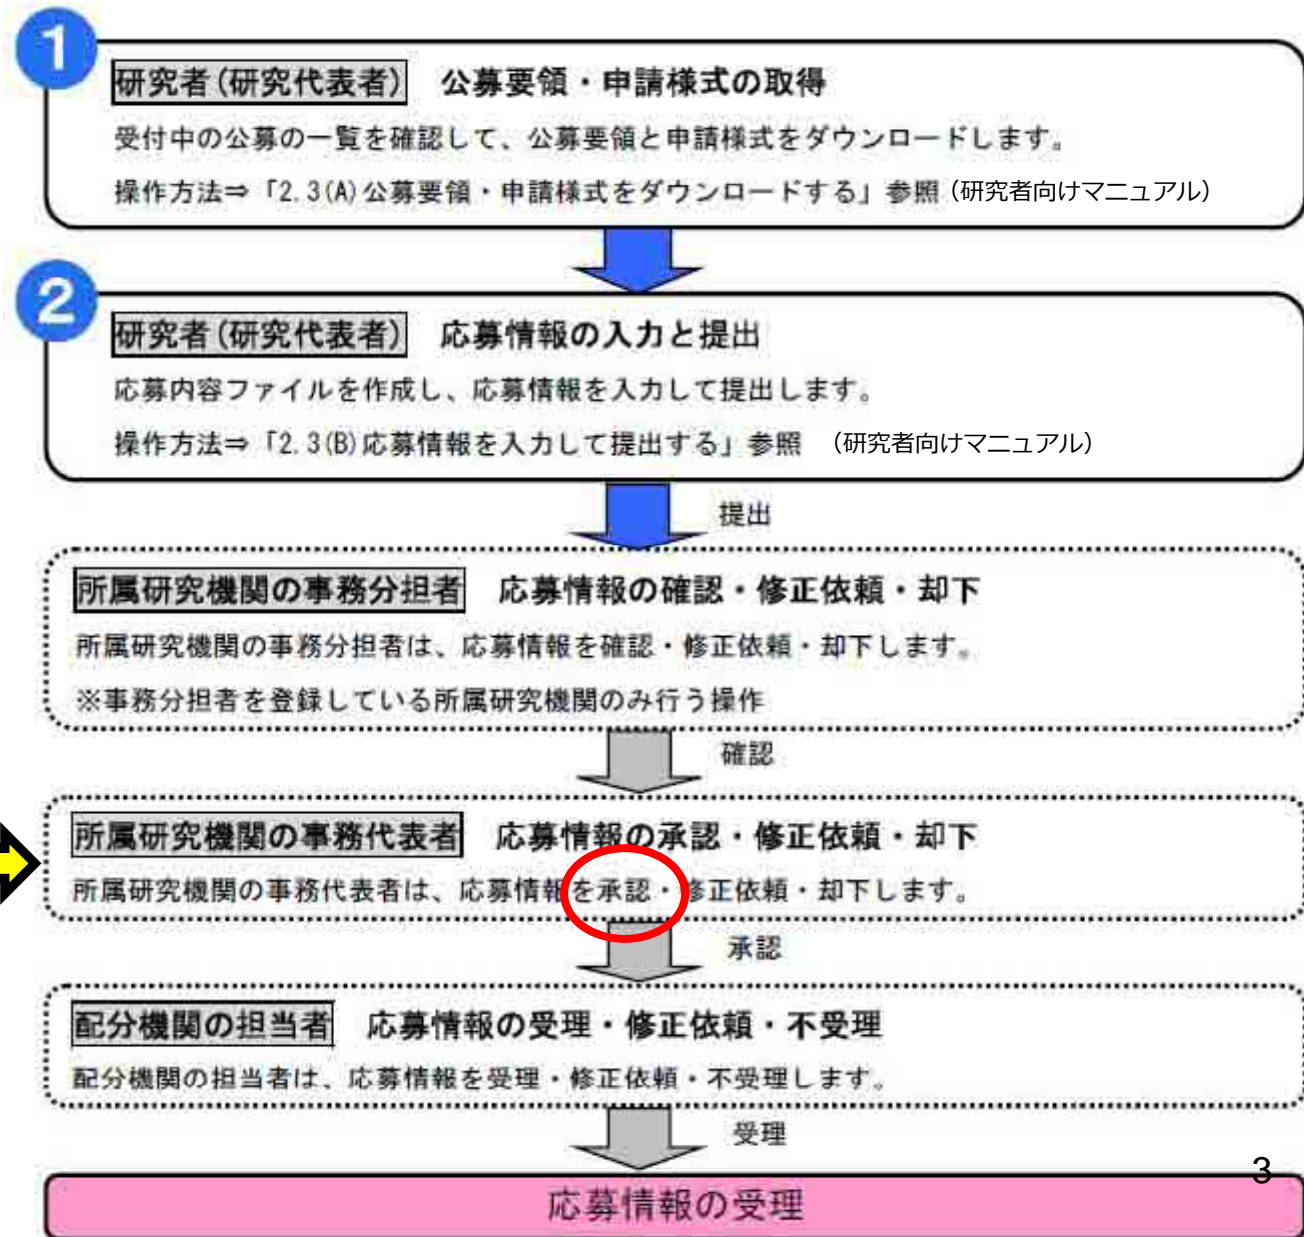 1
研究者(研究代表者) 公募要領・申請様式の取得
受付中の公募の一覧を確認して、公募要領と申請様式をダウンロードします。
操作方法⇒「2.3(A)公募要領・申請様式をダウンロードする」参照(研究者向けマニュアル)
2
研究者(研究代表者) 応募情報の入力と提出
応募内容ファイルを作成し、応募情報を入力して提出します。
操作方法⇒「2.3(B)応募情報を入力して提出する」参照 (研究者向けマニュアル)
提出
所属研究機関の事務分担者 応募情報の確認・修正依頼・却下
所属研究機関の事務分担者は、応募情報を確認・修正依頼・却下します。
※事務分担者を登録している所属研究機関のみ行う操作
確認
所属研究機関の事務代表者 応募情報の承認・修正依頼・却下
所属研究機関の事務代表者は、応募情報を承認・修正依頼・却下します。
承認
配分機関の担当者 応募情報の受理・修正依頼・不受理
配分機関の担当者は、応募情報を受理・修正依頼・不受理します。
受理
3
応募情報の受理